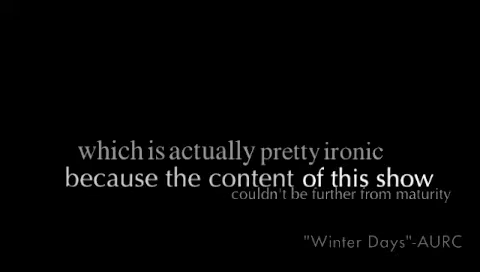 which is actually pretty ironic
because the content of this show
couldn't be further from maturity
"Winter Days"-AURC